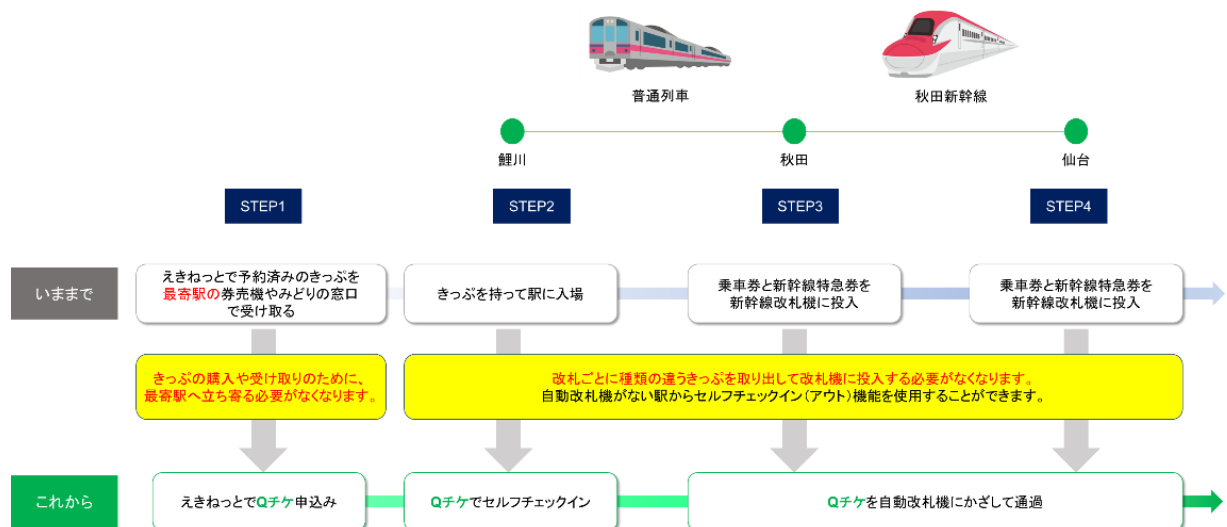 普通列車
秋田新幹線
鯉川
秋田
仙台
STEP1
STEP2
STEP3
STEP4
いままで
えきねっとで予約済みのきっぷを
最寄駅の券売機やみどりの窓口
で受け取る
きっぷを持って駅に入場
乗車券と新幹線特急券を
新幹線改札機に投入
乗車券と新幹線特急券を
新幹線改札機に投入
きっぷの購入や受け取りのために、
最寄駅へ立ち寄る必要がなくなります。
改札ごとに種類の違うきっぷを取り出して改札機に投入する必要がなくなります。
自動改札機がない駅からセルフチェックイン(アウト)機能を使用することができます。
これから
えきねっとでQチケ申込み
Qチケでセルフチェックイン
Qチケを自動改札機にかざして通過